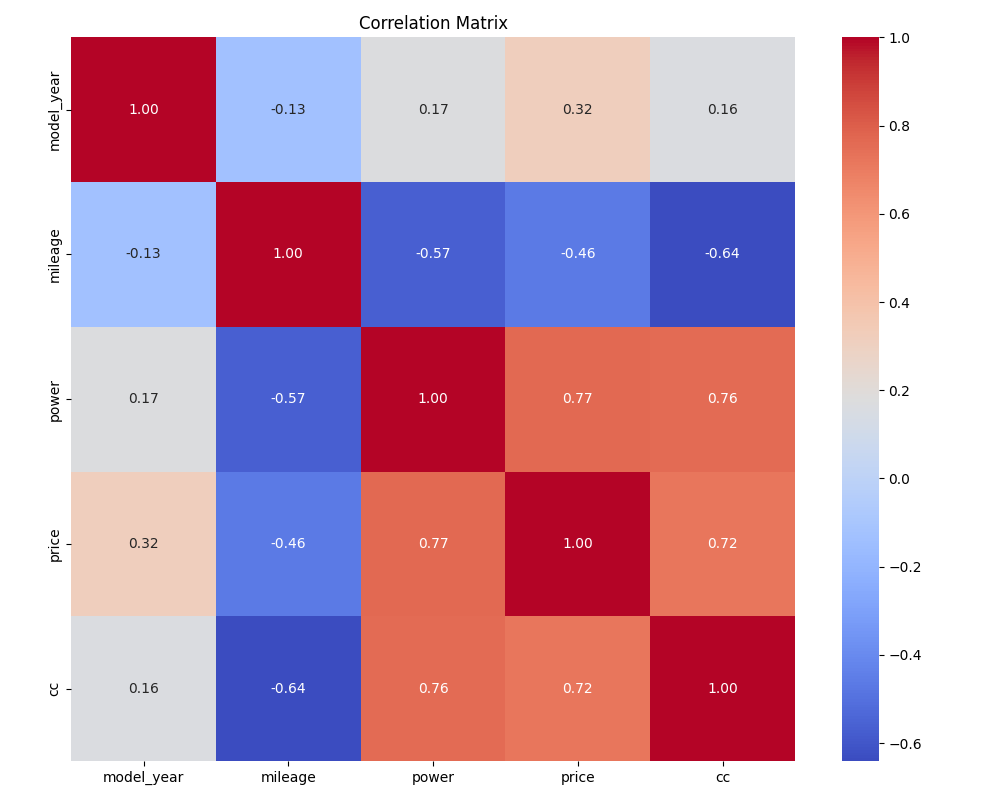 Correlation Matrix
model_year 1.00 -0.13 0.17 0.32 0.16
mileage -0.13 1.00 -0.57 -0.46 -0.64
power 0.17 -0.57 1.00 0.77 0.76
price 0.32 -0.46 0.77 1.00 0.72
cc 0.16 -0.64 0.76 0.72 1.00
model_year mileage power price cc
1.0
0.8
0.6
0.4
0.2
0.0
−0.2
−0.4
−0.6